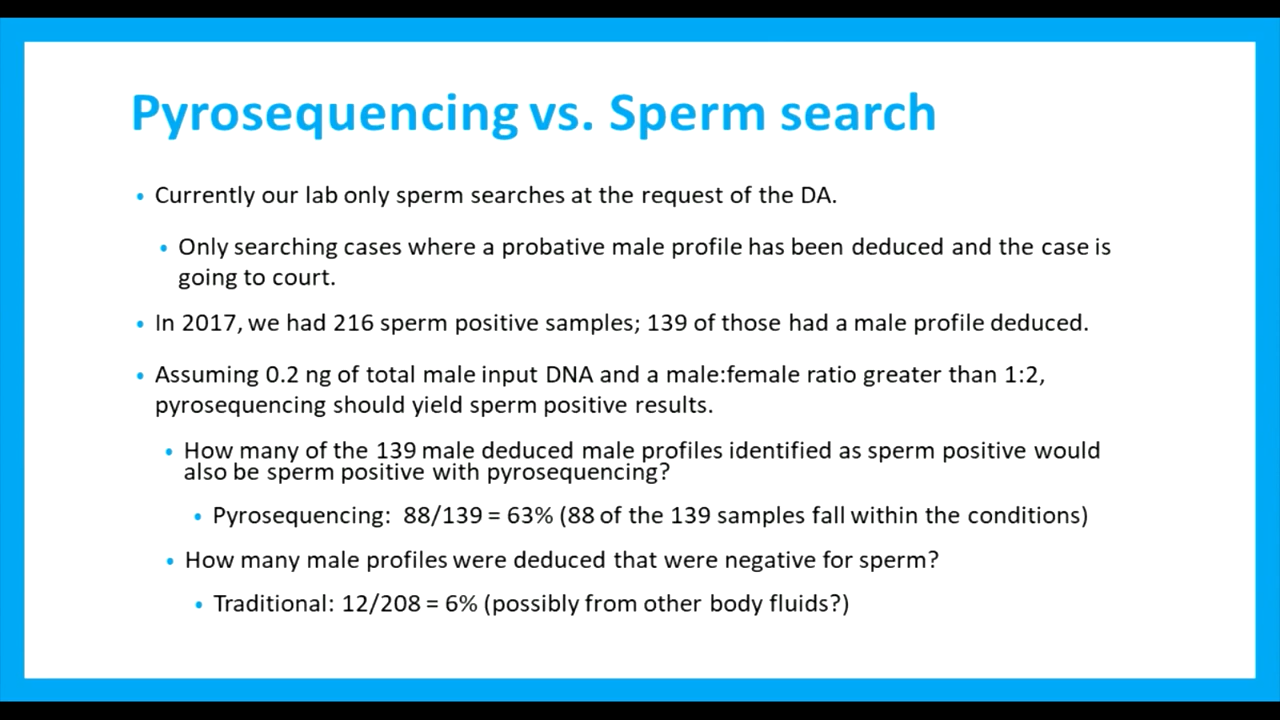 Pyrosequencing vs. Sperm search
• Currently our lab only sperm searches at the request of the DA.
• Only searching cases where a probative male profile has been deduced and the case is
going to court.
• In 2017, we had 216 sperm positive samples; 139 of those had a male profile deduced.
• Assuming 0.2 ng of total male input DNA and a male:female ratio greater than 1:2,
pyrosequencing should yield sperm positive results.
• How many of the 139 male deduced male profiles identified as sperm positive would
also be sperm positive with pyrosequencing?
• Pyrosequencing: 88/139 = 63% (88 of the 139 samples fall within the conditions)
• How many male profiles were deduced that were negative for sperm?
• Traditional: 12/208 = 6% (possibly from other body fluids?)